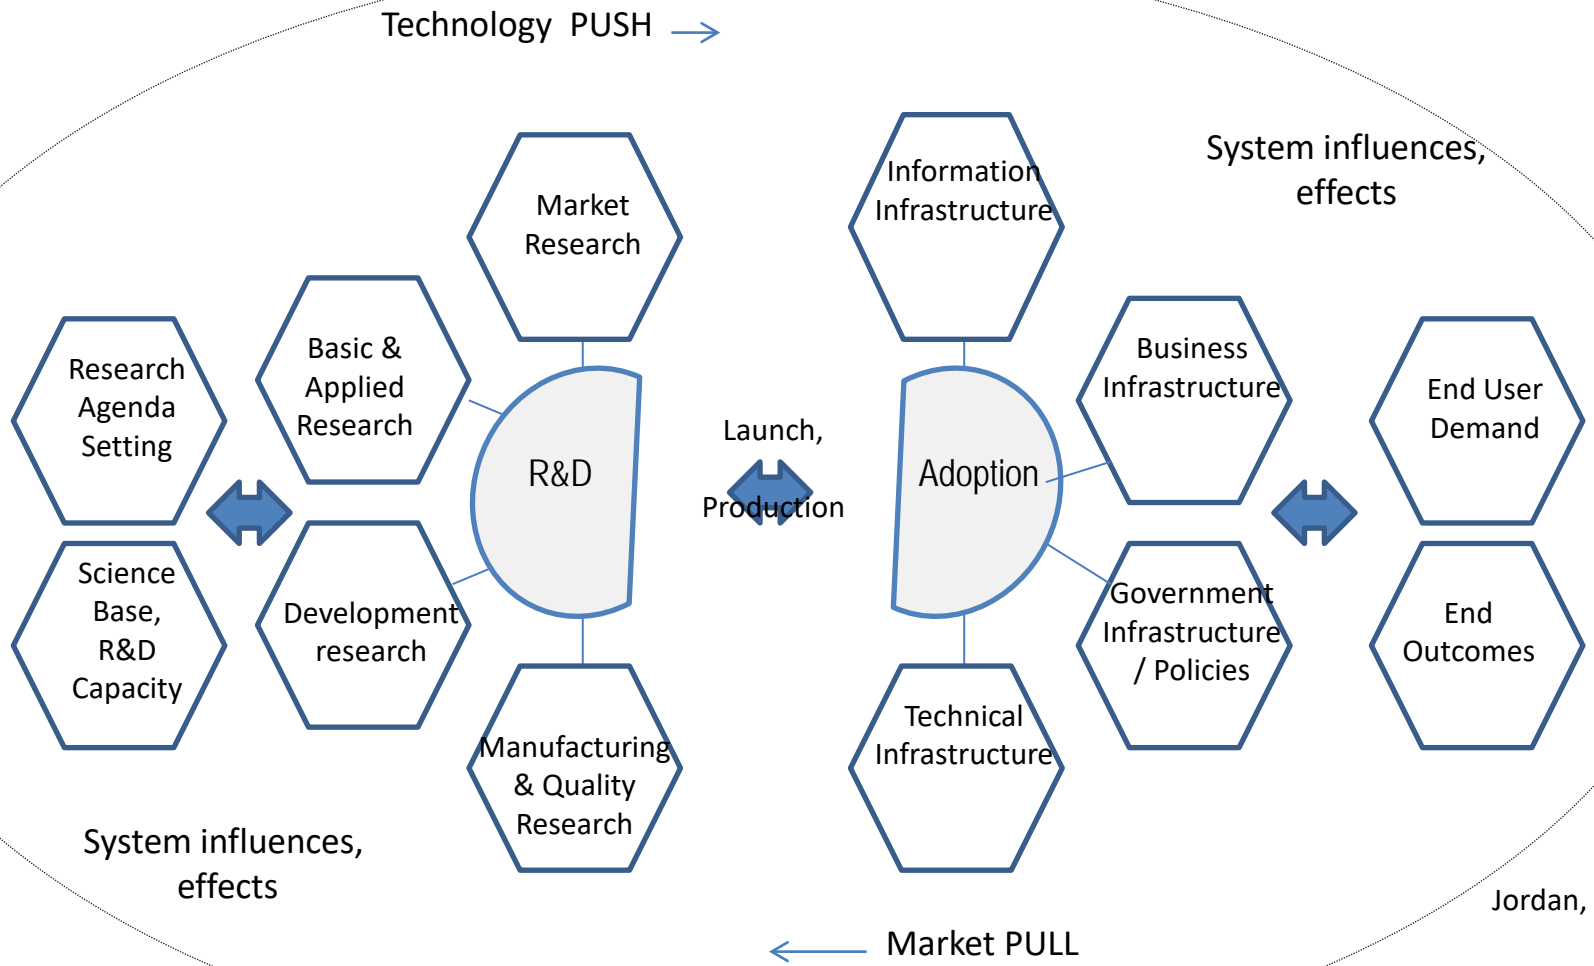 Technology  PUSH
System influences,
effects
Market
Research
Information
Infrastructure
Basic &
Applied
Research
Business
Infrastructure
Research
Agenda
Setting
End User
Demand
R&D
Launch,
Production
Adoption
Science
Base,
R&D
Capacity
Development
research
Government
Infrastructure
/ Policies
End
Outcomes
Manufacturing
& Quality
Research
Technical
Infrastructure
System influences,
effects
Jordan,
Market PULL